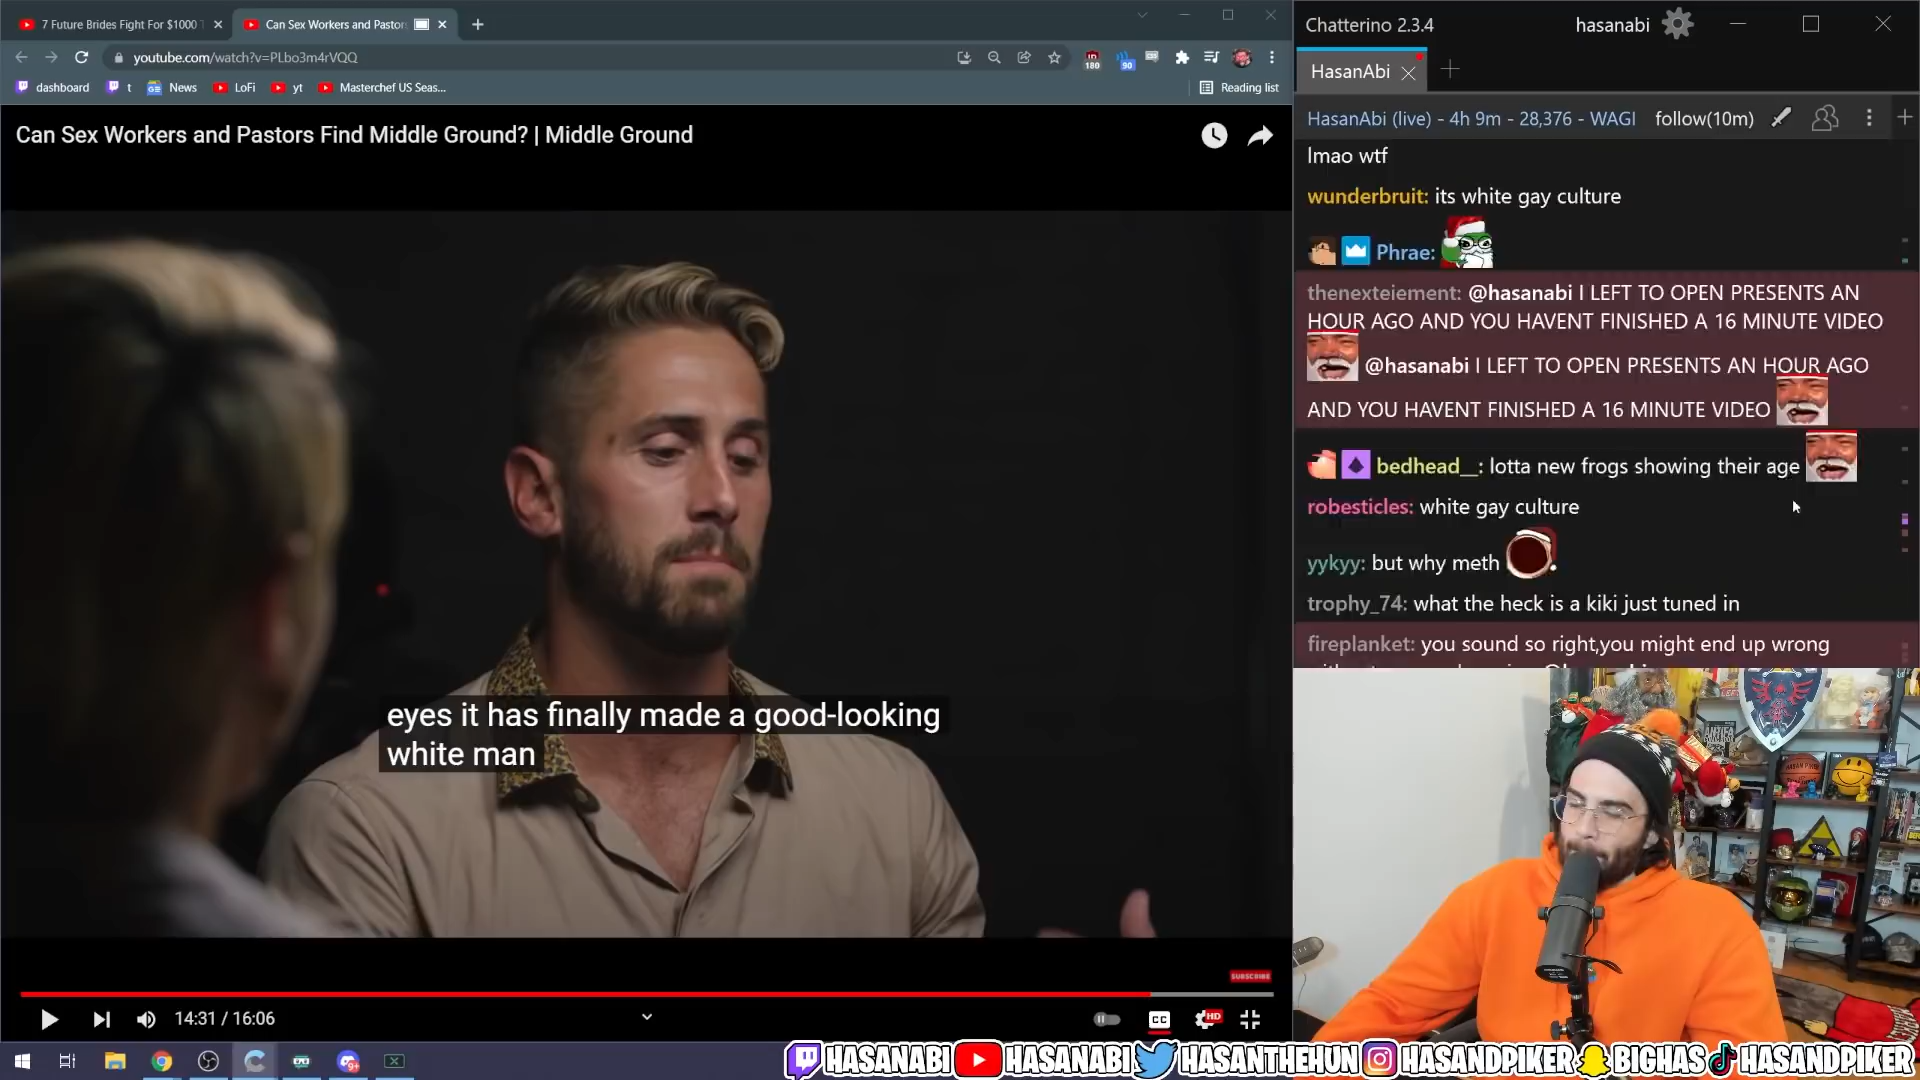 7 Future Brides Fight For $1000
Can Sex Workers and Pastors
youtube.com/watch?v=PLbo3m4rVQQ
180
90
dashboard
t
News
LoFi
yt
Masterchef US Seas...
Reading list
Can Sex Workers and Pastors Find Middle Ground? | Middle Ground
eyes it has finally made a good-looking
white man
SUBSCRIBE
14:31 / 16:06
CC
HD
Chatterino 2.3.4
hasanabi
HasanAbi
HasanAbi (live) - 4h 9m - 28,376 - WAGI
follow(10m)
lmao wtf
wunderbruit: its white gay culture
Phrae:
thenexteiement: @hasanabi I LEFT TO OPEN PRESENTS AN
HOUR AGO AND YOU HAVENT FINISHED A 16 MINUTE VIDEO
@hasanabi I LEFT TO OPEN PRESENTS AN HOUR AGO
AND YOU HAVENT FINISHED A 16 MINUTE VIDEO
bedhead__: lotta new frogs showing their age
robesticles: white gay culture
yykyy: but why meth
trophy_74: what the heck is a kiki just tuned in
fireplanket: you sound so right,you might end up wrong
HASANABI HASANABI HASANTHEHUN HASANDPIKER BIGHAS HASANDPIKER